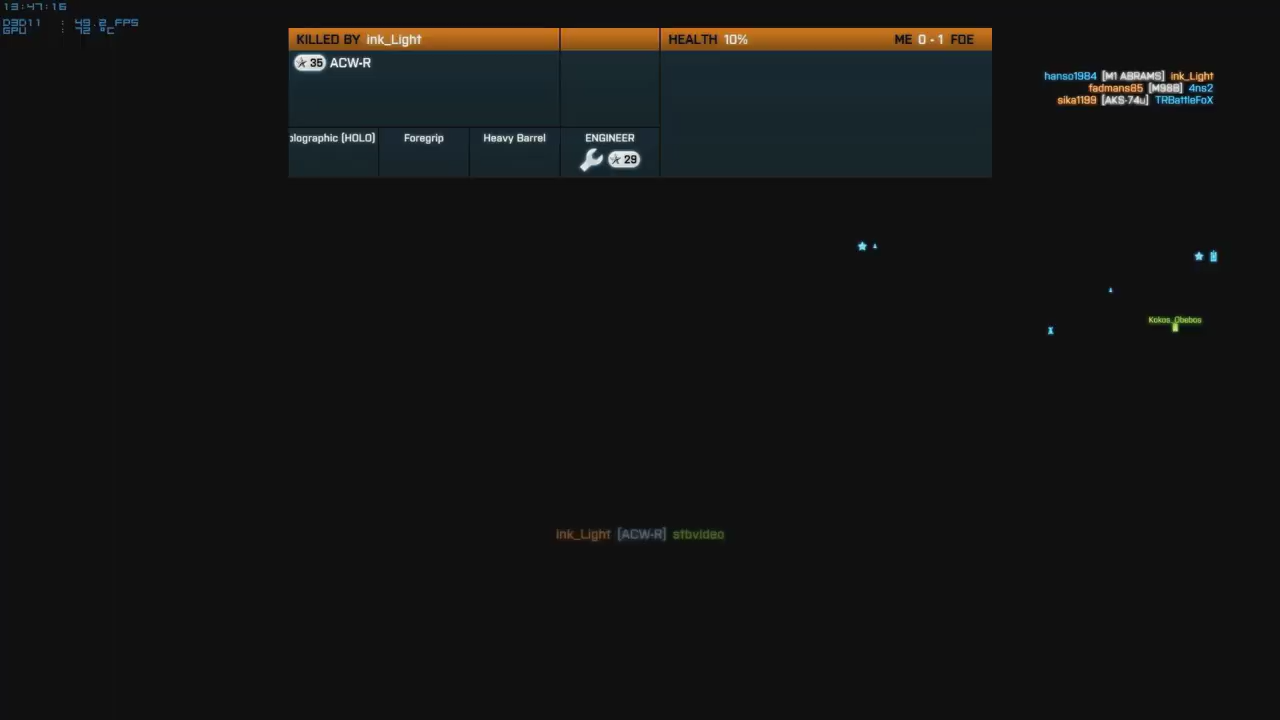 13:47:16
D3D11 : 49.2 FPS
GPU : 72 °C
KILLED BY ink_Light
HEALTH 10%
ME 0 - 1 FOE
35 ACW-R
olographic [HOLO]
Foregrip
Heavy Barrel
ENGINEER
29
hanso1984 [M1 ABRAMS] ink_Light
fadmans85 [M98B] 4ns2
sika1199 [AKS-74u] TRBattleFoX
Kokos_Obebos
ink_Light [ACW-R] stbvideo